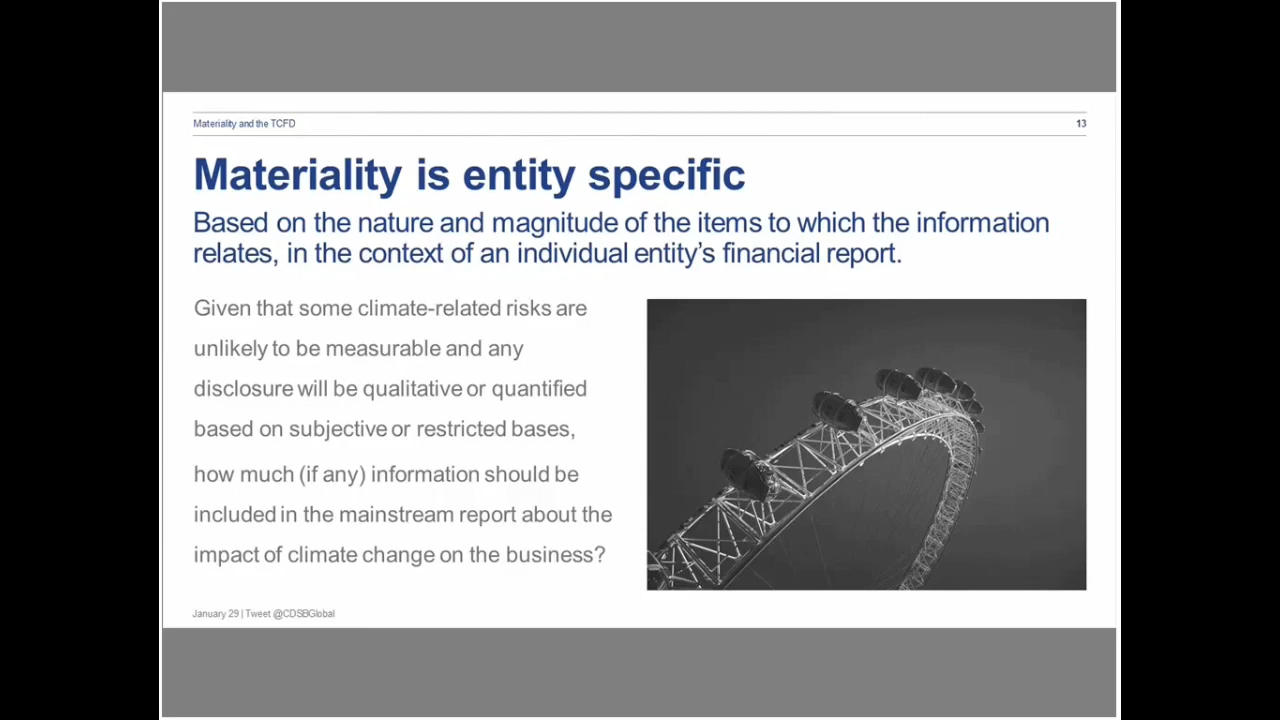 Materiality and the TCFD
13
Materiality is entity specific
Based on the nature and magnitude of the items to which the information
relates, in the context of an individual entity’s financial report.
Given that some climate-related risks are
unlikely to be measurable and any
disclosure will be qualitative or quantified
based on subjective or restricted bases,
how much (if any) information should be
included in the mainstream report about the
impact of climate change on the business?
January 29 | Tweet @CDSBGlobal